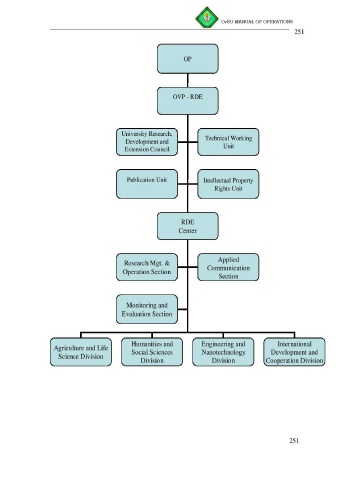 CvSU MANUAL OF OPERATIONS
251
OP
OVP - RDE
University Research,
Development and
Extension Council
Technical Working
Unit
Publication Unit
Intellectual Property
Rights Unit
RDE
Center
Research Mgt. &
Operation Section
Applied
Communication
Section
Monitoring and
Evaluation Section
Agriculture and Life
Science Division
Humanities and
Social Sciences
Division
Engineering and
Nanotechnology
Division
International
Development and
Cooperation Division
251